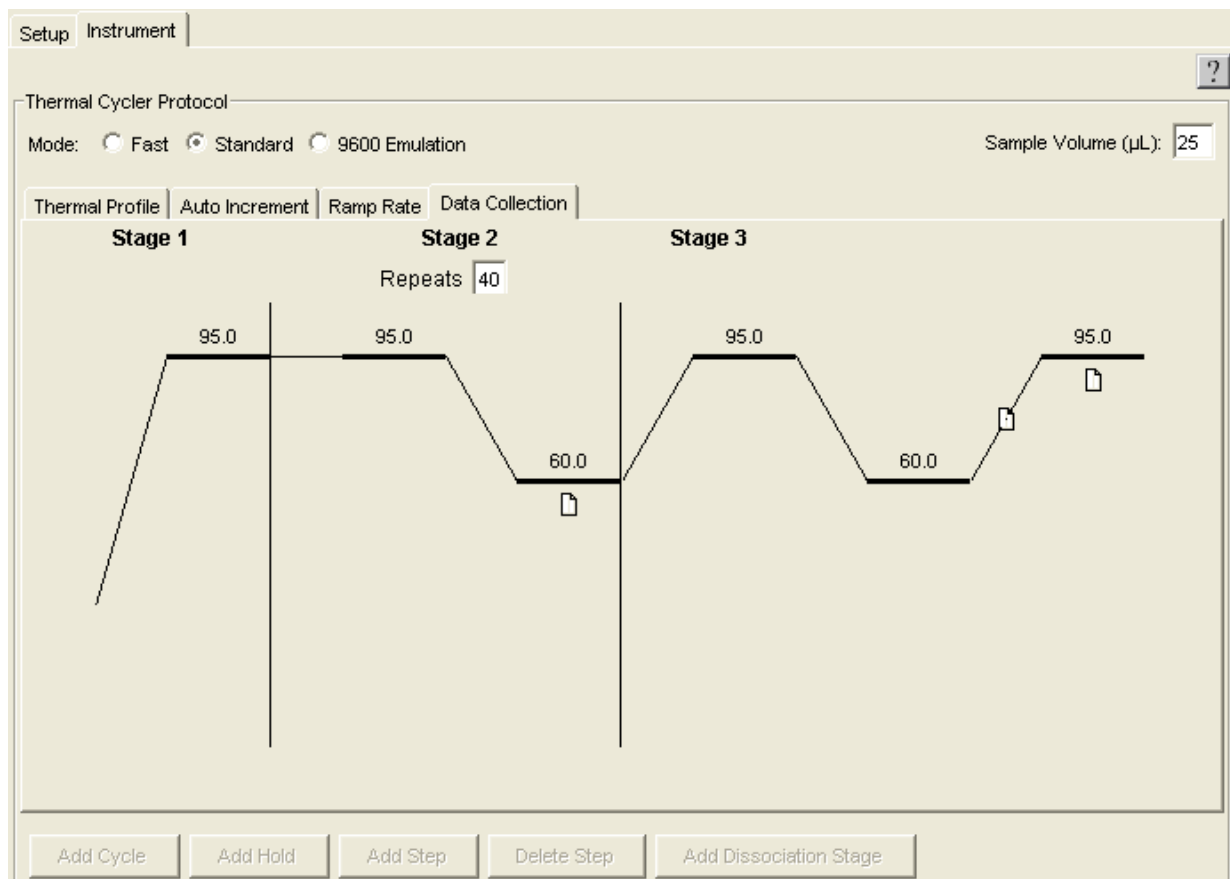 Setup Instrument
?
Thermal Cycler Protocol
Mode: Fast Standard 9600 Emulation Sample Volume (µL): 25
Thermal Profile Auto Increment Ramp Rate Data Collection
Stage 1 Stage 2 Stage 3
Repeats 40
95.0 95.0 95.0 95.0
60.0 60.0
Add Cycle Add Hold Add Step Delete Step Add Dissociation Stage